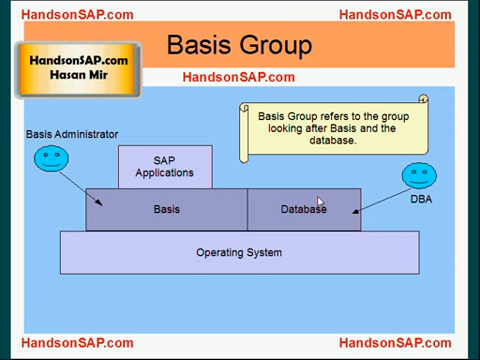 HandsonSAP.com
HandsonSAP.com
Basis Group
HandsonSAP.com
Hasan Mir
HandsonSAP.com
Basis Group refers to the group
looking after Basis and the
database.
Basis Administrator
SAP
Applications
DBA
Basis
Database
Operating System
HandsonSAP.com
HandsonSAP.com